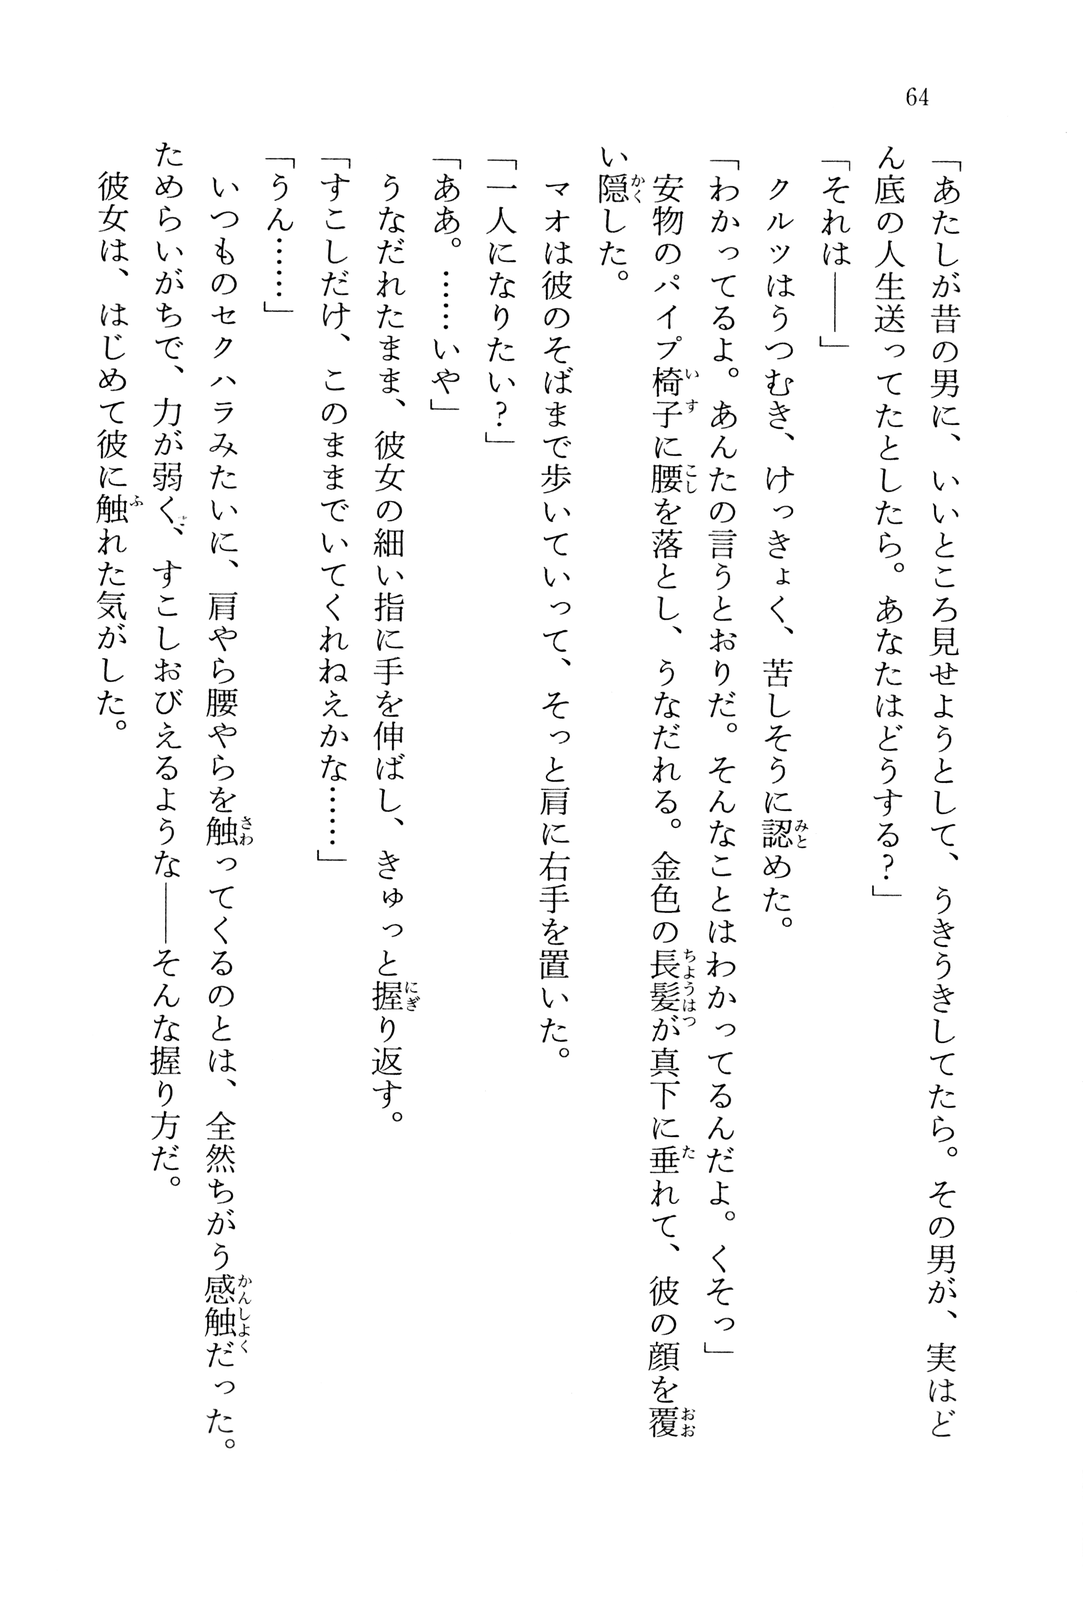 64
「あたしが昔の男に、いいところ見せようとして、うきうきしてたら。その男が、実はど
ん底の人生送ってたとしたら。あなたはどうする?」
「それは――」
クルツはうつむき、けっきょく、苦しそうに認めた。
「わかってるよ。あんたの言うとおりだ。そんなことはわかってるんだよ。くそっ」
安物のパイプ椅子に腰を落とし、うなだれる。金色の長髪が真下に垂れて、彼の顔を覆
い隠した。
マオは彼のそばまで歩いていって、そっと肩に右手を置いた。
「一人になりたい?」
「ああ。……いや」
うなだれたまま、彼女の細い指に手を伸ばし、きゅっと握り返す。
「すこしだけ、このままでいてくれねえかな……」
「うん……」
いつものセクハラみたいに、肩やら腰やらを触ってくるのとは、全然ちがう感触だった。
ためらいがちで、力が弱く、すこしおびえるような――そんな握り方だ。
彼女は、はじめて彼に触れた気がした。